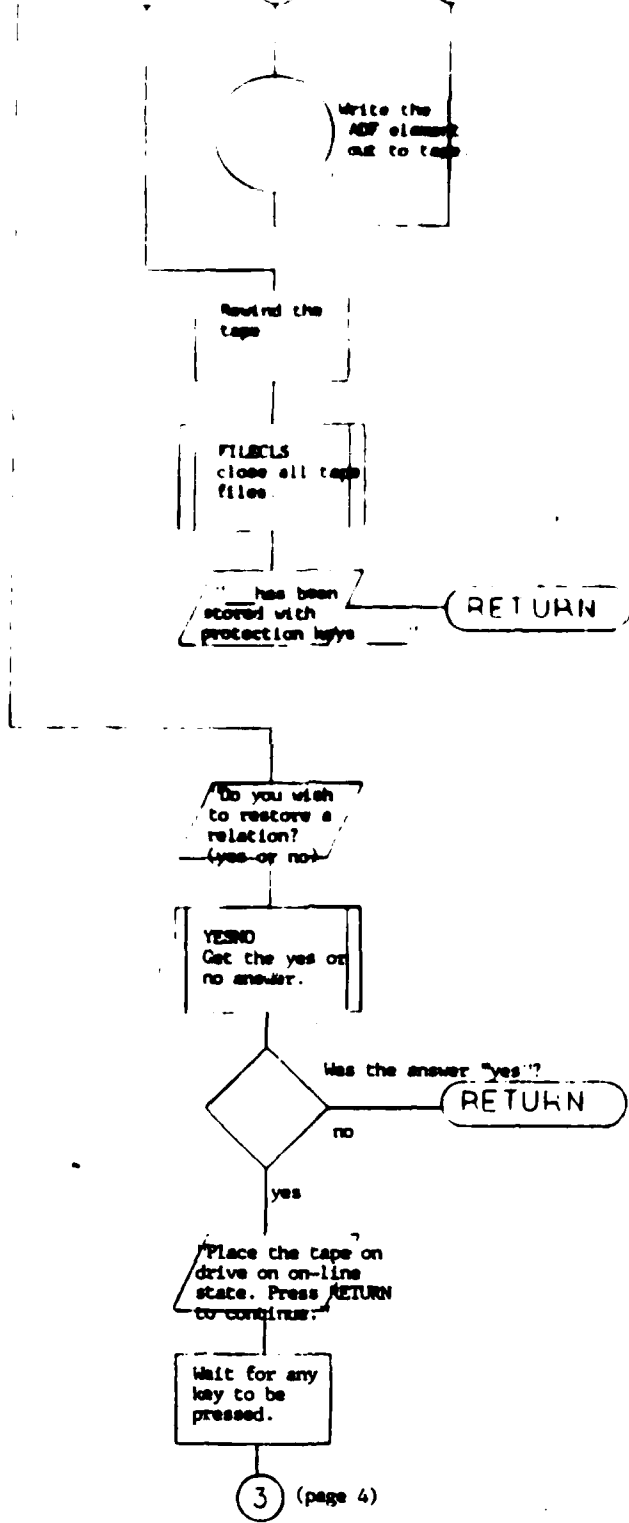 Write the
ADF element
out to tape
Rewind the
tape
FILECLS
close all tape
files.
"__has been
stored with
protection keys ___"
RETURN
"Do you wish
to restore a
relation?
(yes or no)
YESNO
Get the yes or
no answer.
Was the answer "yes"?
RETURN
no
yes
"Place the tape on
drive on on-line
state. Press RETURN
to continue."
Wait for any
key to be
pressed.
3 (page 4)